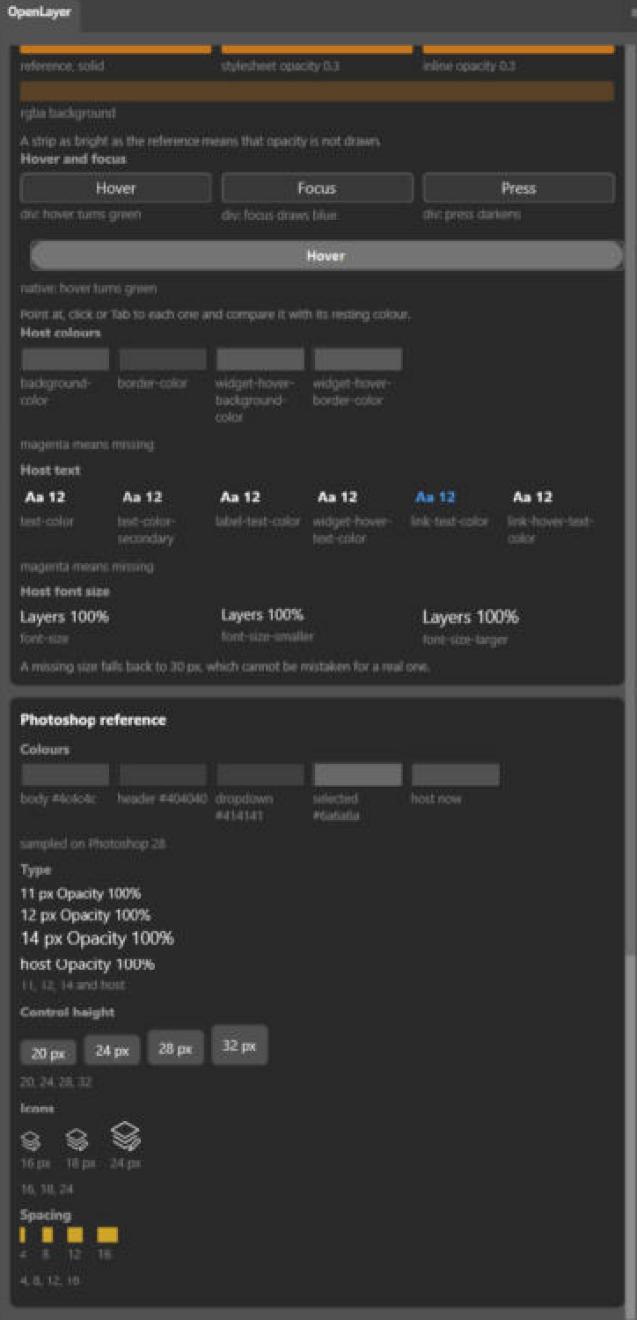 OpenLayer
reference, solid
stylesheet opacity 0.3
inline opacity 0.3
rgba background
A strip as bright as the reference means that opacity is not drawn.
Hover and focus
Hover
Focus
Press
div: hover turns green
div: focus draws blue
div: press darkens
Hover
native: hover turns green
Point at, click or Tab to each one and compare it with its resting colour.
Host colours
background-
color
border-color
widget-hover-
background-
color
widget-hover-
border-color
magenta means missing
Host text
Aa 12
Aa 12
Aa 12
Aa 12
Aa 12
Aa 12
text-color
text-color-
secondary
label-text-color
widget-hover-
text-color
link-text-color
link-hover-text-
color
magenta means missing
Host font size
Layers 100%
Layers 100%
Layers 100%
font-size
font-size-smaller
font-size-larger
A missing size falls back to 30 px, which cannot be mistaken for a real one.
Photoshop reference
Colours
body #4c4c4c
header #404040
dropdown
#414141
selected
#6a6a6a
host now
sampled on Photoshop 28
Type
11 px Opacity 100%
12 px Opacity 100%
14 px Opacity 100%
host Opacity 100%
11, 12, 14 and host
Control height
20 px
24 px
28 px
32 px
20, 24, 28, 32
Icons
16 px
18 px
24 px
16, 18, 24
Spacing
4
8
12
16
4, 8, 12, 16